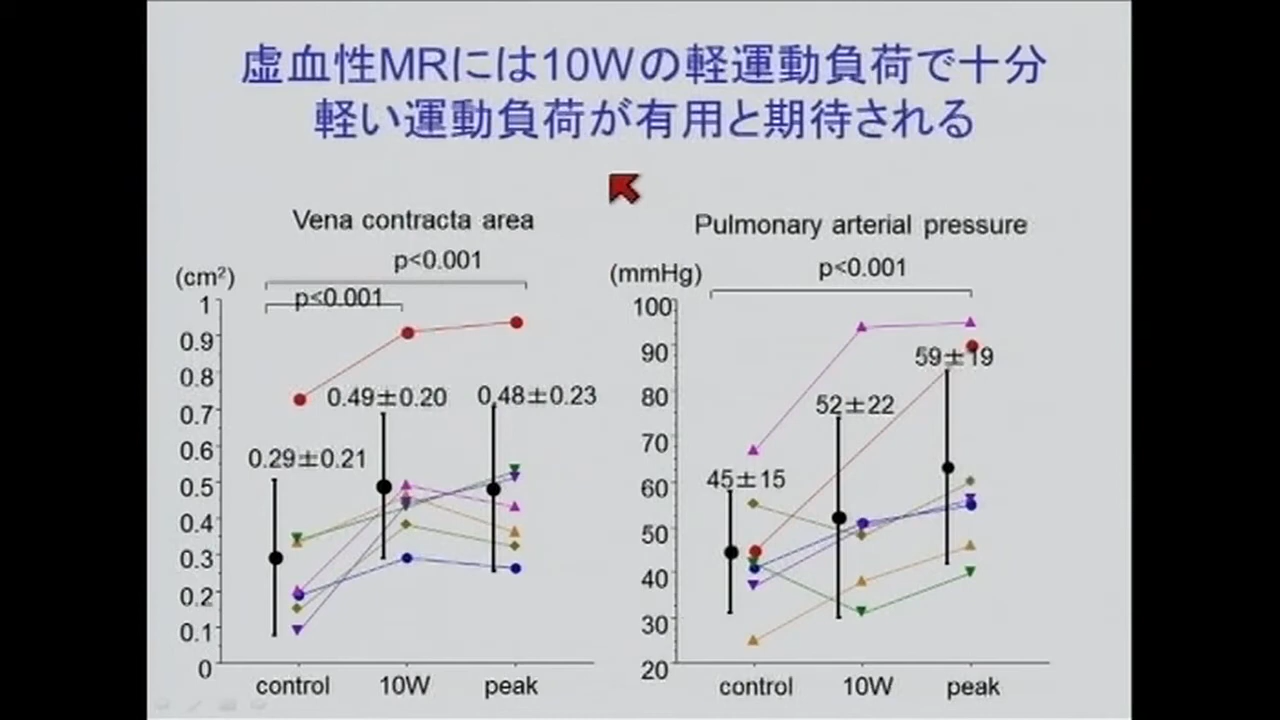 虚血性MRには10Wの軽運動負荷で十分
軽い運動負荷が有用と期待される
Vena contracta area
p<0.001
(cm²)
p<0.001
1
0.9
0.8
0.7
0.6
0.5
0.4
0.3
0.2
0.1
0
0.29±0.21
0.49±0.20
0.48±0.23
control
10W
peak
Pulmonary arterial pressure
p<0.001
(mmHg)
100
90
80
70
60
50
40
30
20
45±15
52±22
59±19
control
10W
peak